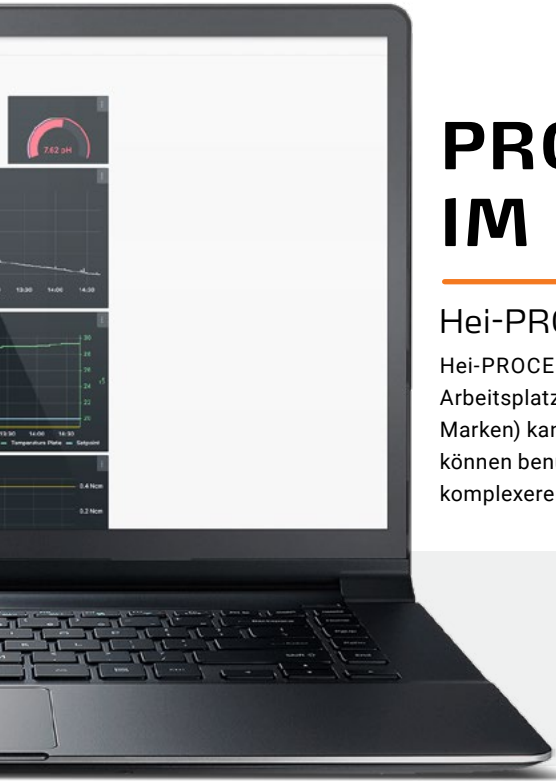 7.62 pH
13:30 14:00 14:30
30
28
26
24
22
20
13:30 14:00 14:30
Temperature Plate Setpoint
0.4 Ncm
0.2 Ncm
PRO
IM
Hei-PRO
Hei-PROCE
Arbeitsplatz
Marken) kan
können ben
komplexere